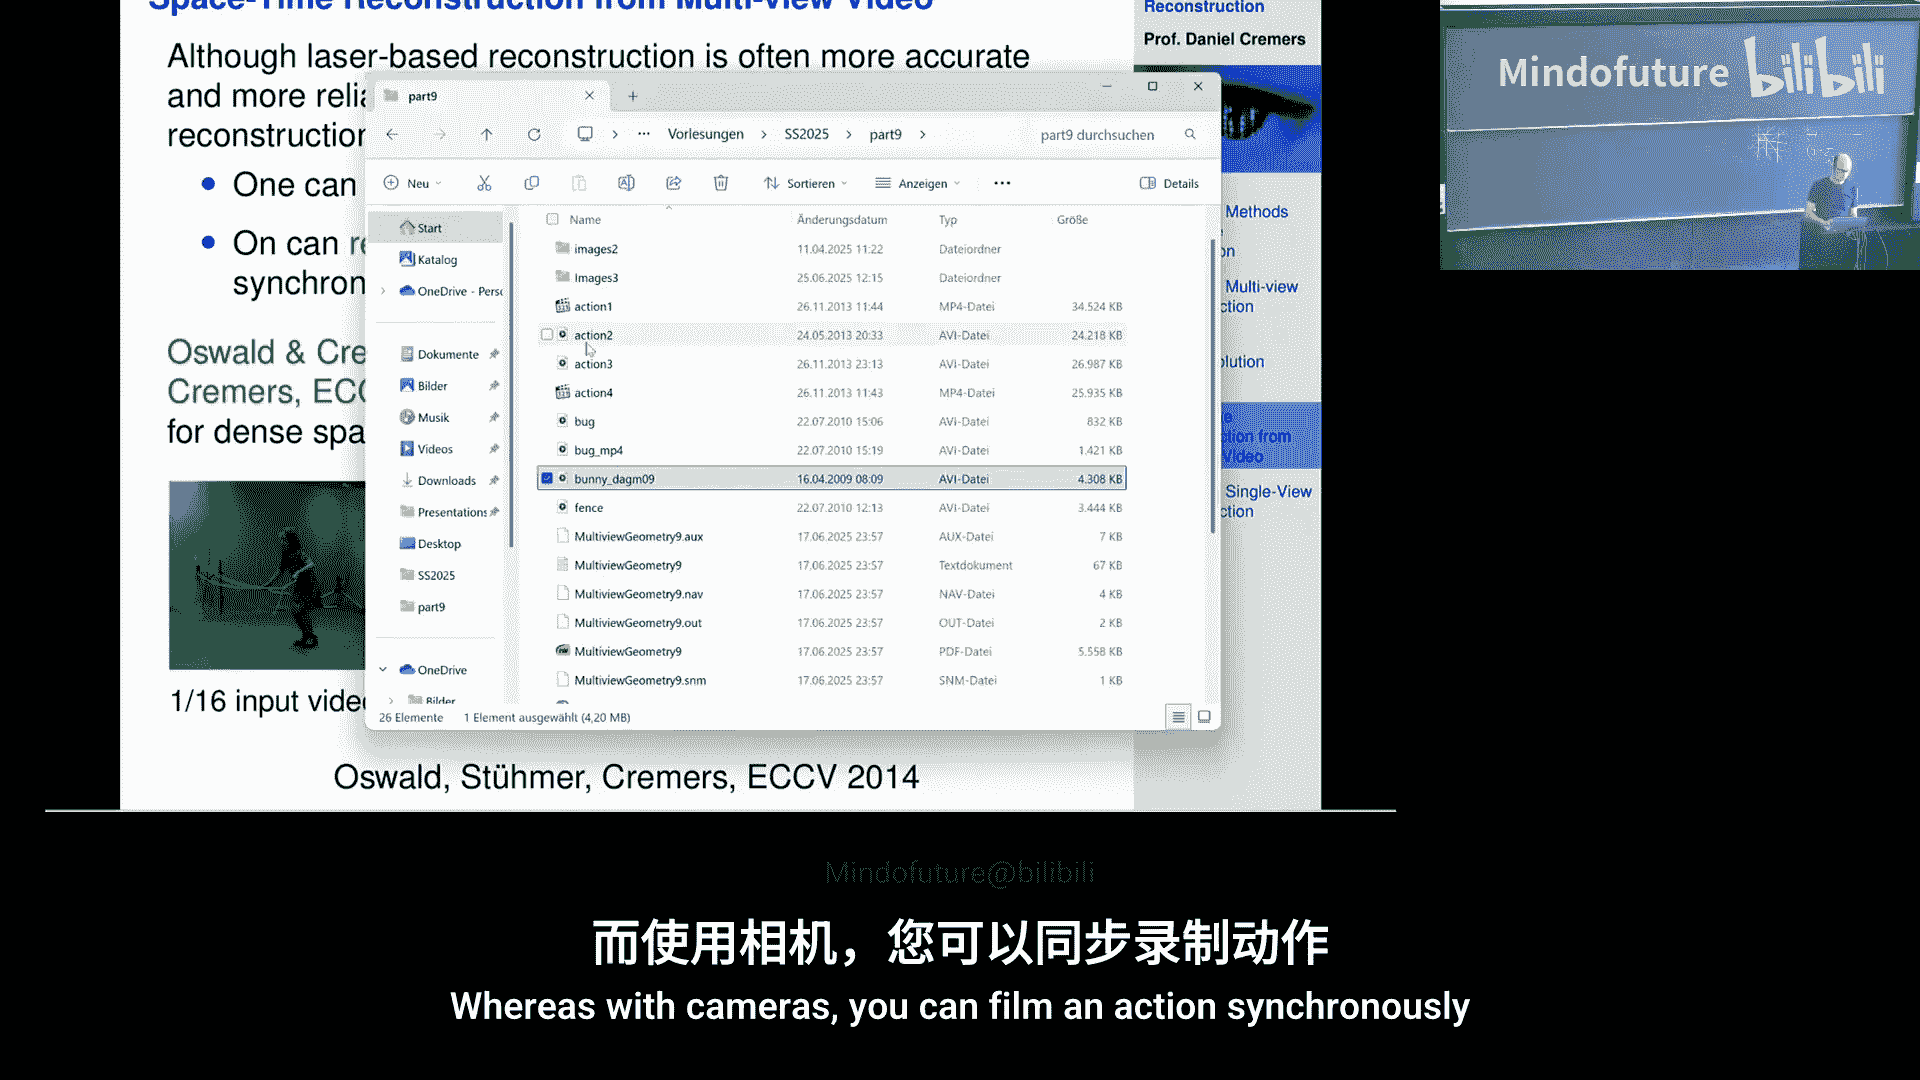 Space-Time Reconstruction from Multi-view Video
Although laser-based reconstruction is often more accurate
and more relia
reconstruction
One can
On can re
synchron
Oswald & Cre
Cremers, ECC
for dense spa
1/16 input video
Oswald, Stühmer, Cremers, ECCV 2014
Reconstruction
Prof. Daniel Cremers
Methods
on
Multi-view
ction
olution
ction from
Video
Single-View
ction
part9
Vorlesungen
SS2025
part9
part9 durchsuchen
Neu
Sortieren
Anzeigen
Details
Start
Katalog
OneDrive - Perso
Dokumente
Bilder
Musik
Videos
Downloads
Presentations
Desktop
SS2025
part9
OneDrive
Bilder
Name Änderungsdatum Typ Größe
images2 11.04.2025 11:22 Dateiordner
Images3 25.06.2025 12:15 Dateiordner
action1 26.11.2013 11:44 MP4-Datei 34.524 KB
action2 24.05.2013 20:33 AVI-Datei 24.218 KB
action3 26.11.2013 23:13 AVI-Datei 26.987 KB
action4 26.11.2013 11:43 MP4-Datei 25.935 KB
bug 22.07.2010 15:06 AVI-Datei 832 KB
bug_mp4 22.07.2010 15:19 AVI-Datei 1.421 KB
bunny_dagm09 16.04.2009 08:09 AVI-Datei 4.308 KB
fence 22.07.2010 12:13 AVI-Datei 3.444 KB
MultiviewGeometry9.aux 17.06.2025 23:57 AUX-Datei 7 KB
MultiviewGeometry9 17.06.2025 23:57 Textdokument 67 KB
MultiviewGeometry9.nav 17.06.2025 23:57 NAV-Datei 4 KB
MultiviewGeometry9.out 17.06.2025 23:57 OUT-Datei 2 KB
MultiviewGeometry9 17.06.2025 23:57 PDF-Datei 5.558 KB
MultiviewGeometry9.snm 17.06.2025 23:57 SNM-Datei 1 KB
26 Elemente 1 Element ausgewählt (4,20 MB)
Mindofuture bilibili
Mindofuture@bilibili
而使用相机，您可以同步录制动作
Whereas with cameras, you can film an action synchronously